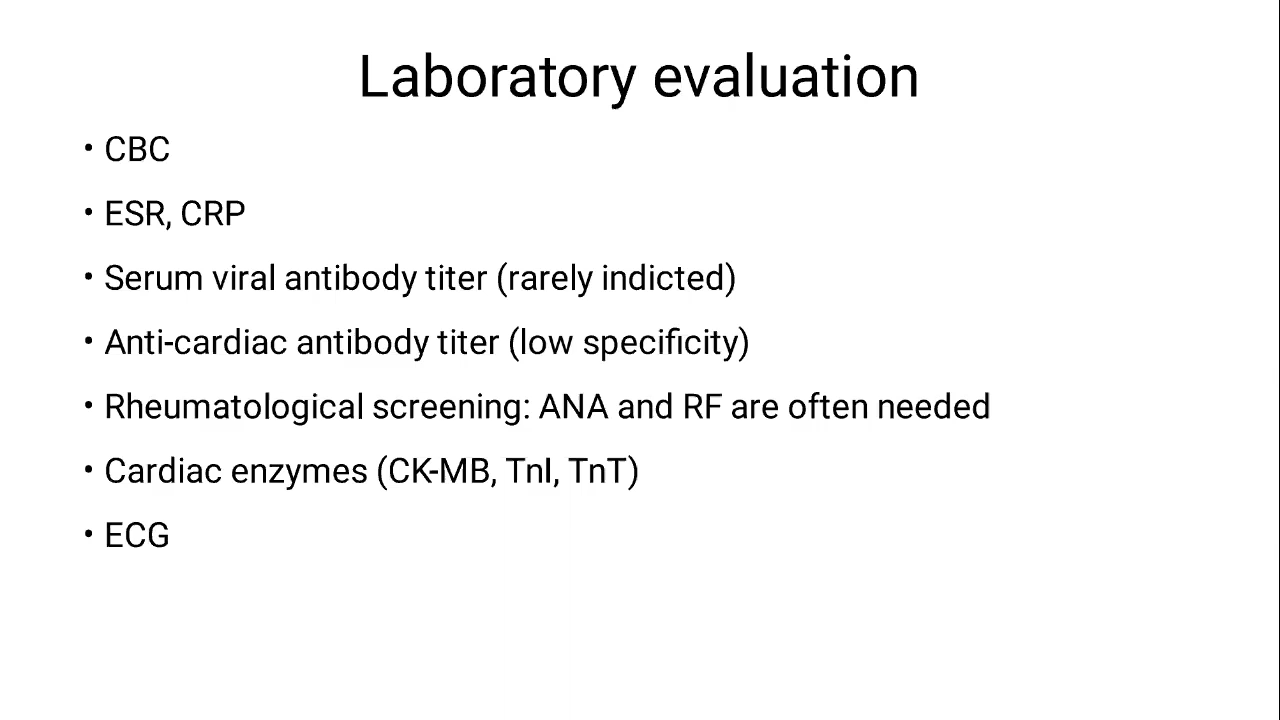 Laboratory evaluation
• CBC
• ESR, CRP
• Serum viral antibody titer (rarely indicted)
• Anti-cardiac antibody titer (low specificity)
• Rheumatological screening: ANA and RF are often needed
• Cardiac enzymes (CK-MB, TnI, TnT)
• ECG